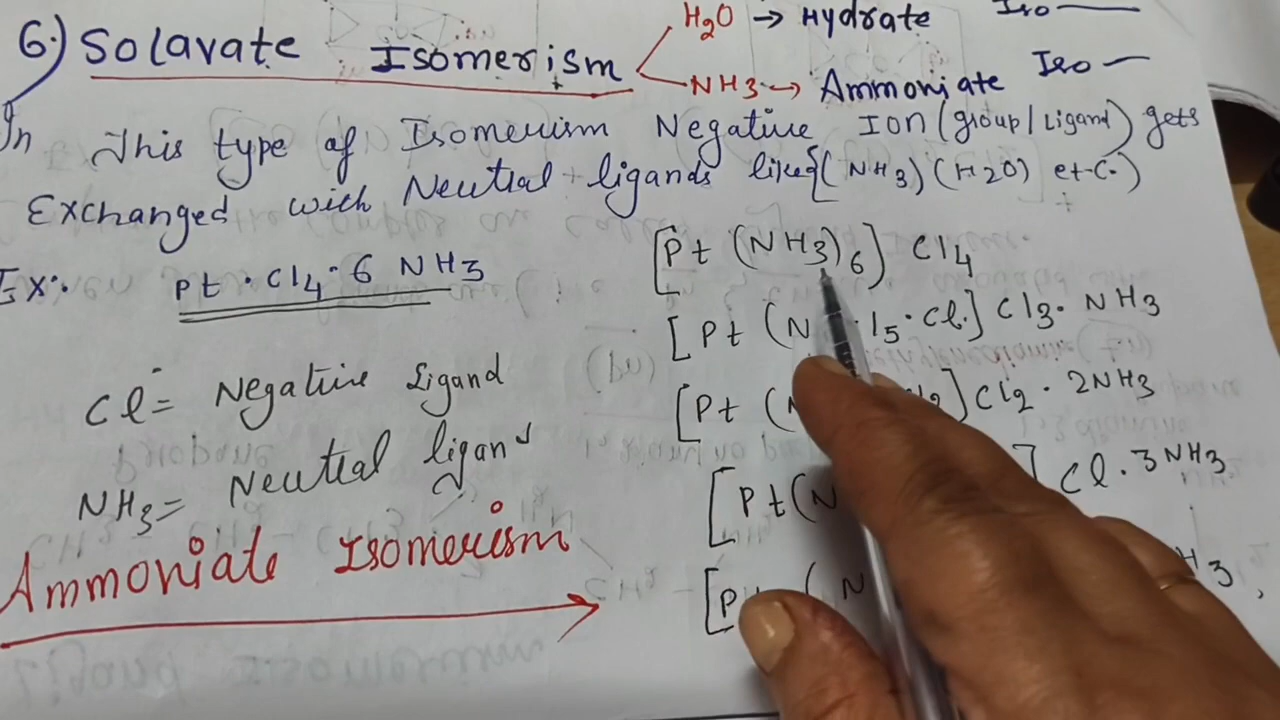 6.) Solavate Isomerism
H2O → Hydrate Iso
NH3 → Ammoniate Iso
In This type of Isomerism Negative Ion (group/Ligand) gets
Exchanged with Neutral ligands like {(NH3) (H2O) etc.)
Ex:. Pt·Cl4·6 NH3
[Pt (NH3)6] Cl4
[Pt (N 5·Cl.] Cl3·NH3
[Pt ( ]Cl2·2NH3
[Pt(N ] Cl·3NH3
[P (N H3,
Cl⁻ = Negative Ligand
NH3 = Neutral ligand
Ammoniate Isomerism